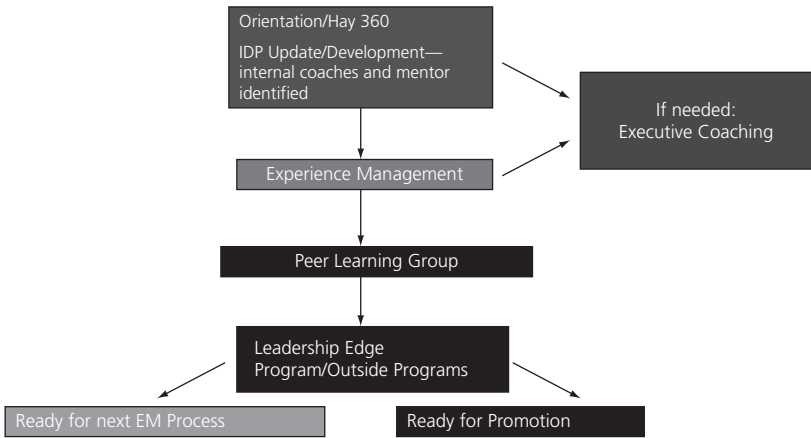 Orientation/Hay 360
IDP Update/Development—
internal coaches and mentor
identified
If needed:
Executive Coaching
Experience Management
Peer Learning Group
Leadership Edge
Program/Outside Programs
Ready for next EM Process
Ready for Promotion